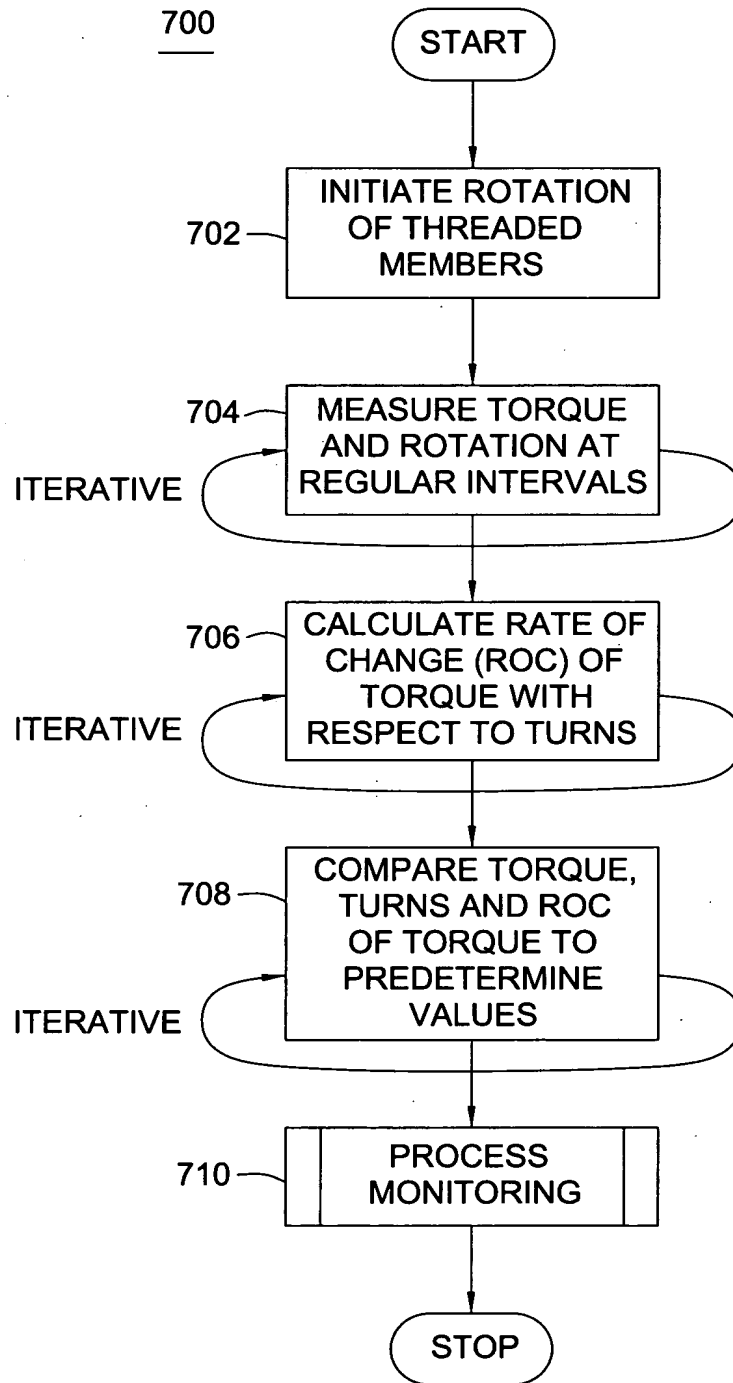 700
START
702
INITIATE ROTATION
OF THREADED
MEMBERS
704
MEASURE TORQUE
AND ROTATION AT
REGULAR INTERVALS
ITERATIVE
706
CALCULATE RATE OF
CHANGE (ROC) OF
TORQUE WITH
RESPECT TO TURNS
ITERATIVE
708
COMPARE TORQUE,
TURNS AND ROC
OF TORQUE TO
PREDETERMINE
VALUES
ITERATIVE
710
PROCESS
MONITORING
STOP